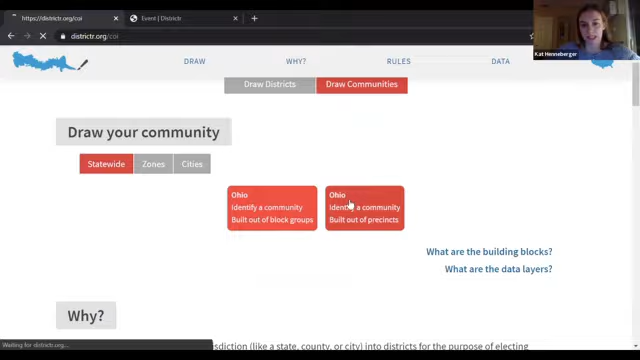 https://districtr.org/coi
Event | Districtr
districtr.org/coi
DRAW
WHY?
RULES
DATA
Kat Henneberger
Draw Districts
Draw Communities
Draw your community
Statewide
Zones
Cities
Ohio
Identify a community
Built out of block groups
Ohio
Identify a community
Built out of precincts
What are the building blocks?
What are the data layers?
Why?
Waiting for districtr.org...
risdiction (like a state, county, or city) into districts for the purpose of electing